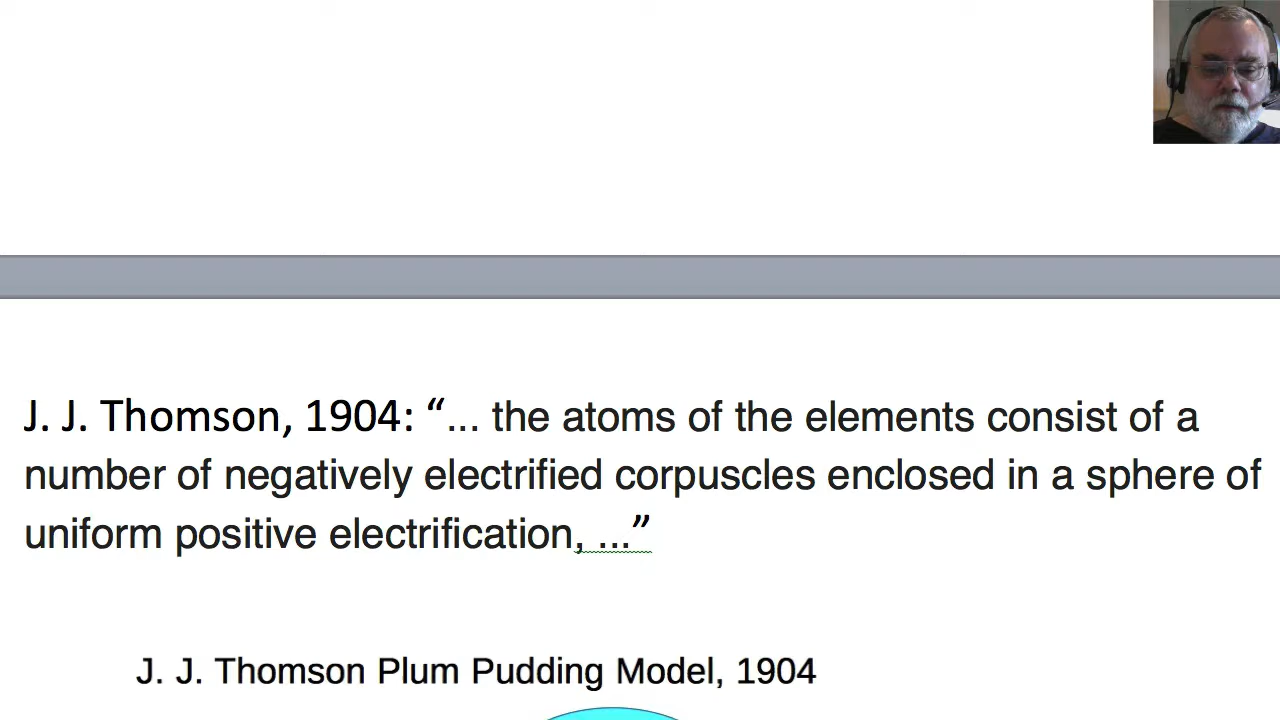 J. J. Thomson, 1904: “... the atoms of the elements consist of a
number of negatively electrified corpuscles enclosed in a sphere of
uniform positive electrification, ...”
J. J. Thomson Plum Pudding Model, 1904